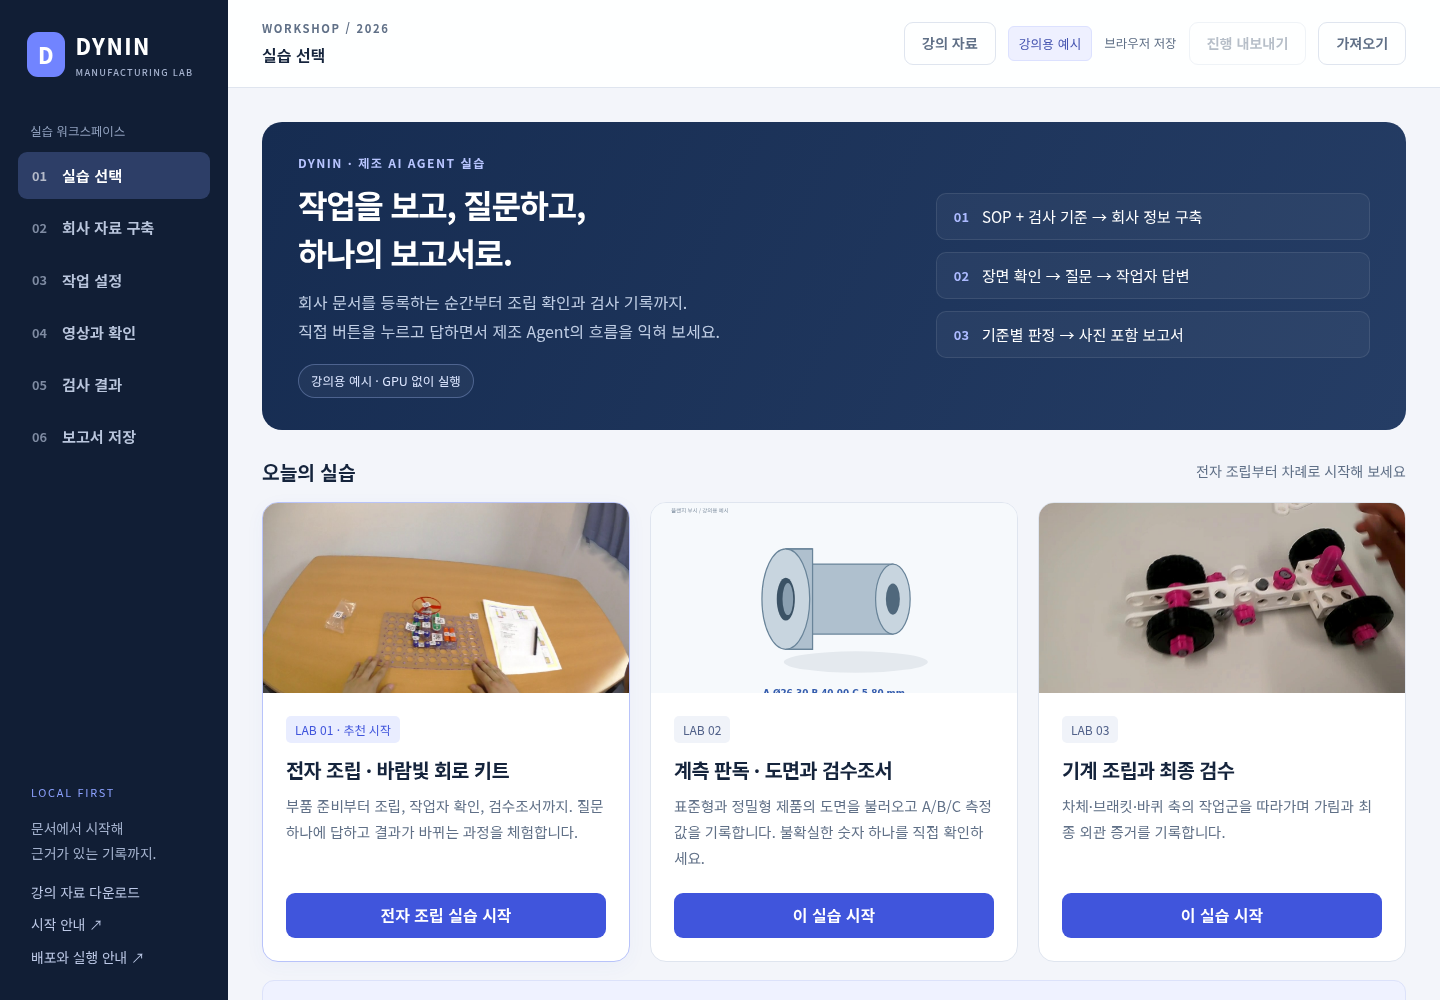 D
DYNIN
MANUFACTURING LAB
실습 워크스페이스
01 실습 선택
02 회사 자료 구축
03 작업 설정
04 영상과 확인
05 검사 결과
06 보고서 저장
LOCAL FIRST
문서에서 시작해
근거가 있는 기록까지.
강의 자료 다운로드
시작 안내 ↗
배포와 실행 안내 ↗
WORKSHOP / 2026
실습 선택
강의 자료
강의용 예시
브라우저 저장
진행 내보내기
가져오기
DYNIN · 제조 AI AGENT 실습
작업을 보고, 질문하고,
하나의 보고서로.
회사 문서를 등록하는 순간부터 조립 확인과 검사 기록까지.
직접 버튼을 누르고 답하면서 제조 Agent의 흐름을 익혀 보세요.
강의용 예시 · GPU 없이 실행
01 SOP + 검사 기준 → 회사 정보 구축
02 장면 확인 → 질문 → 작업자 답변
03 기준별 판정 → 사진 포함 보고서
오늘의 실습
전자 조립부터 차례로 시작해 보세요
LAB 01 · 추천 시작
전자 조립 · 바람빛 회로 키트
부품 준비부터 조립, 작업자 확인, 검수조서까지. 질문
하나에 답하고 결과가 바뀌는 과정을 체험합니다.
전자 조립 실습 시작
플랜지 부시 / 강의용 예시
A Ø26.30 B 40.00 C 5.80 mm
LAB 02
계측 판독 · 도면과 검수조서
표준형과 정밀형 제품의 도면을 불러오고 A/B/C 측정
값을 기록합니다. 불확실한 숫자 하나를 직접 확인하
세요.
이 실습 시작
LAB 03
기계 조립과 최종 검수
차체·브래킷·바퀴 축의 작업군을 따라가며 가림과 최
종 외관 증거를 기록합니다.
이 실습 시작